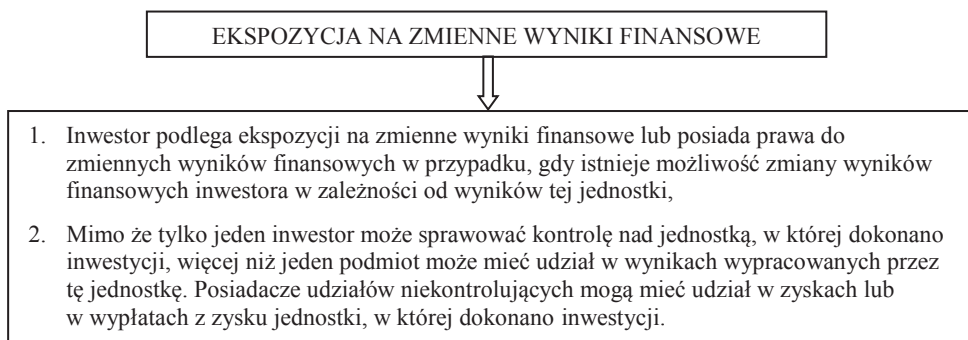 EKSPOZYCJA NA ZMIENNE WYNIKI FINANSOWE
1. Inwestor podlega ekspozycji na zmienne wyniki finansowe lub posiada prawa do
zmiennych wyników finansowych w przypadku, gdy istnieje możliwość zmiany wyników
finansowych inwestora w zależności od wyników tej jednostki,
2. Mimo że tylko jeden inwestor może sprawować kontrolę nad jednostką, w której dokonano
inwestycji, więcej niż jeden podmiot może mieć udział w wynikach wypracowanych przez
tę jednostkę. Posiadacze udziałów niekontrolujących mogą mieć udział w zyskach lub
w wypłatach z zysku jednostki, w której dokonano inwestycji.